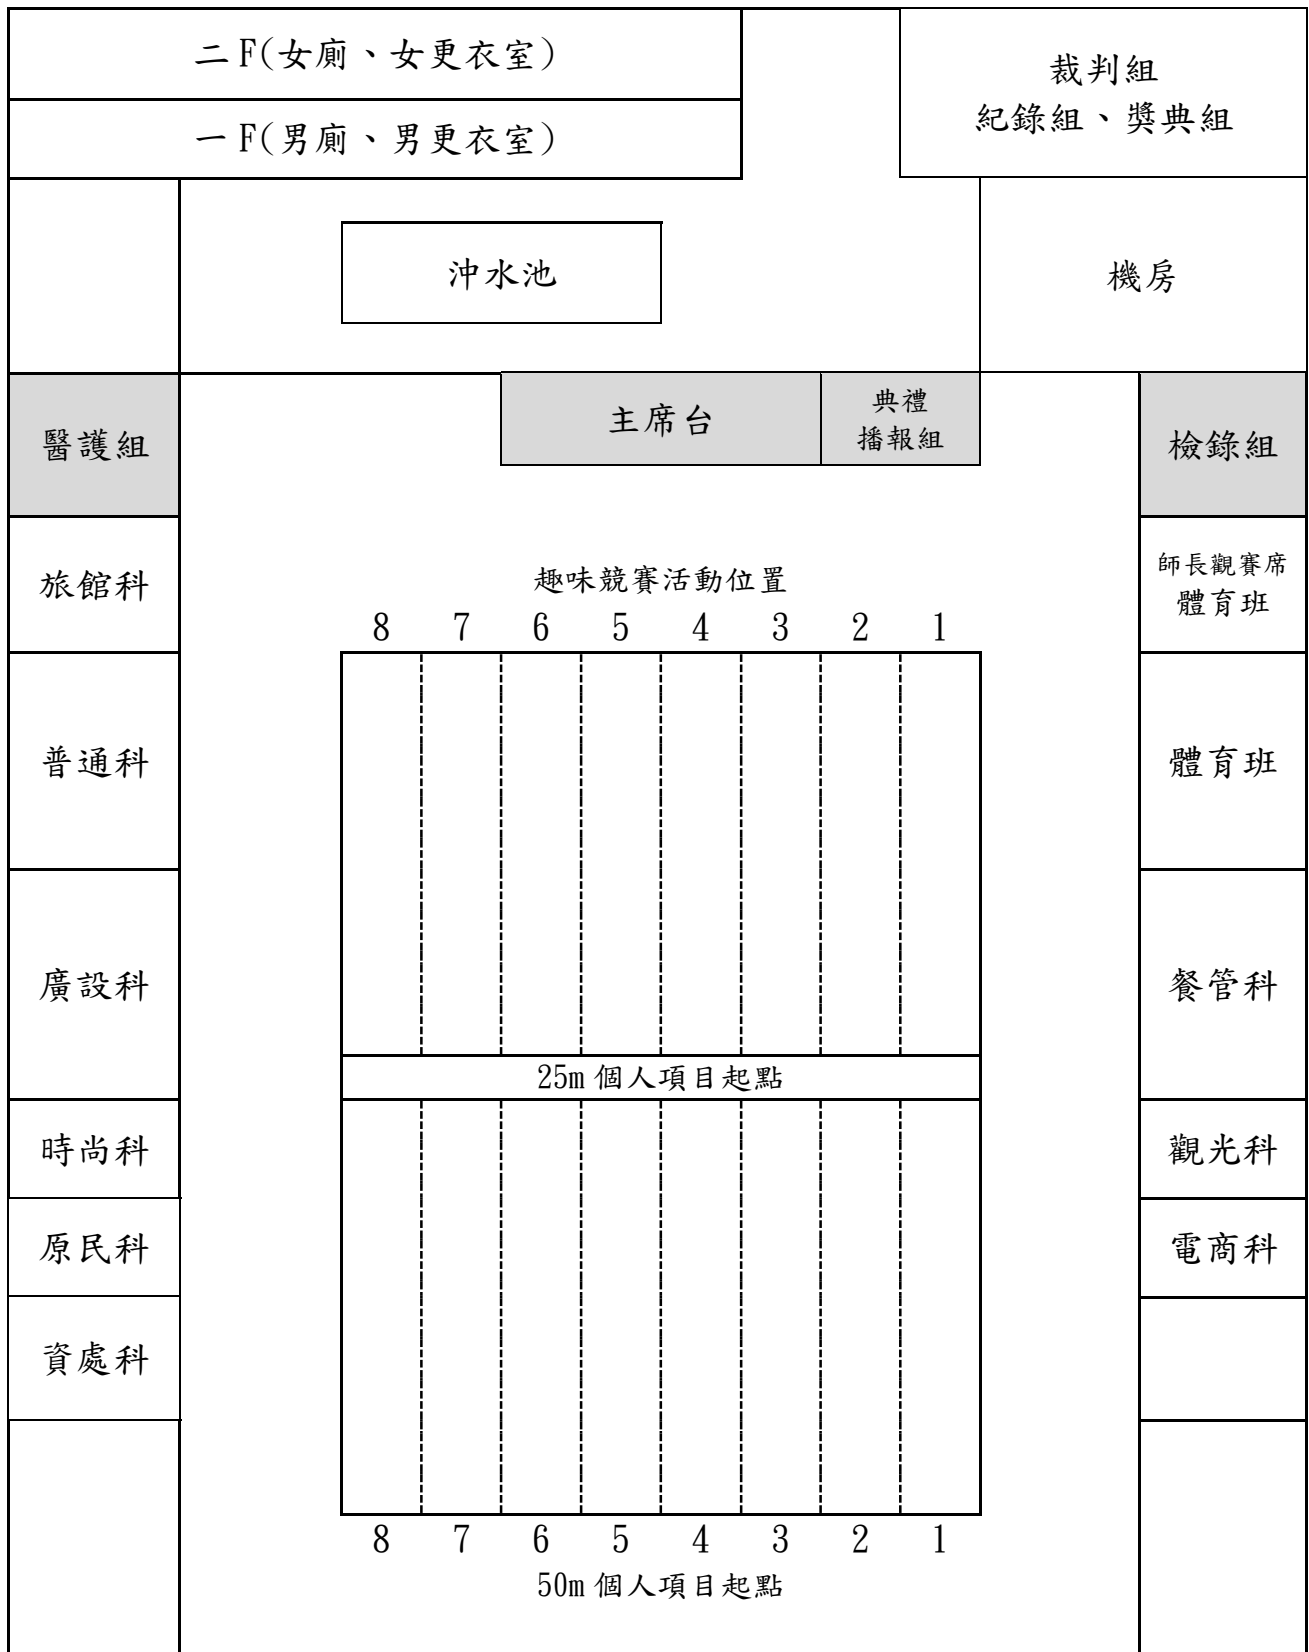 二F(女廁、女更衣室)
一F(男廁、男更衣室)
裁判組
紀錄組、獎典組
沖水池
機房
醫護組
主席台
典禮
播報組
檢錄組
旅館科
趣味競賽活動位置
師長觀賽席
體育班
8 7 6 5 4 3 2 1
普通科
體育班
廣設科
餐管科
25m 個人項目起點
時尚科
觀光科
原民科
電商科
資處科
8 7 6 5 4 3 2 1
50m 個人項目起點